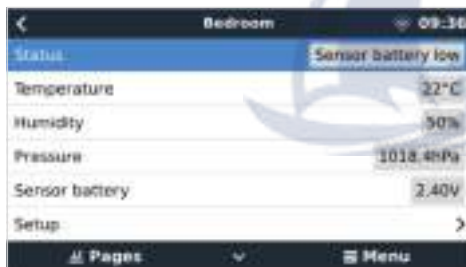 Bedroom 09:36
Status Sensor battery low
Temperature 22°C
Humidity 50%
Pressure 1018.4hPa
Sensor battery 2.40V
Setup
Pages Menu